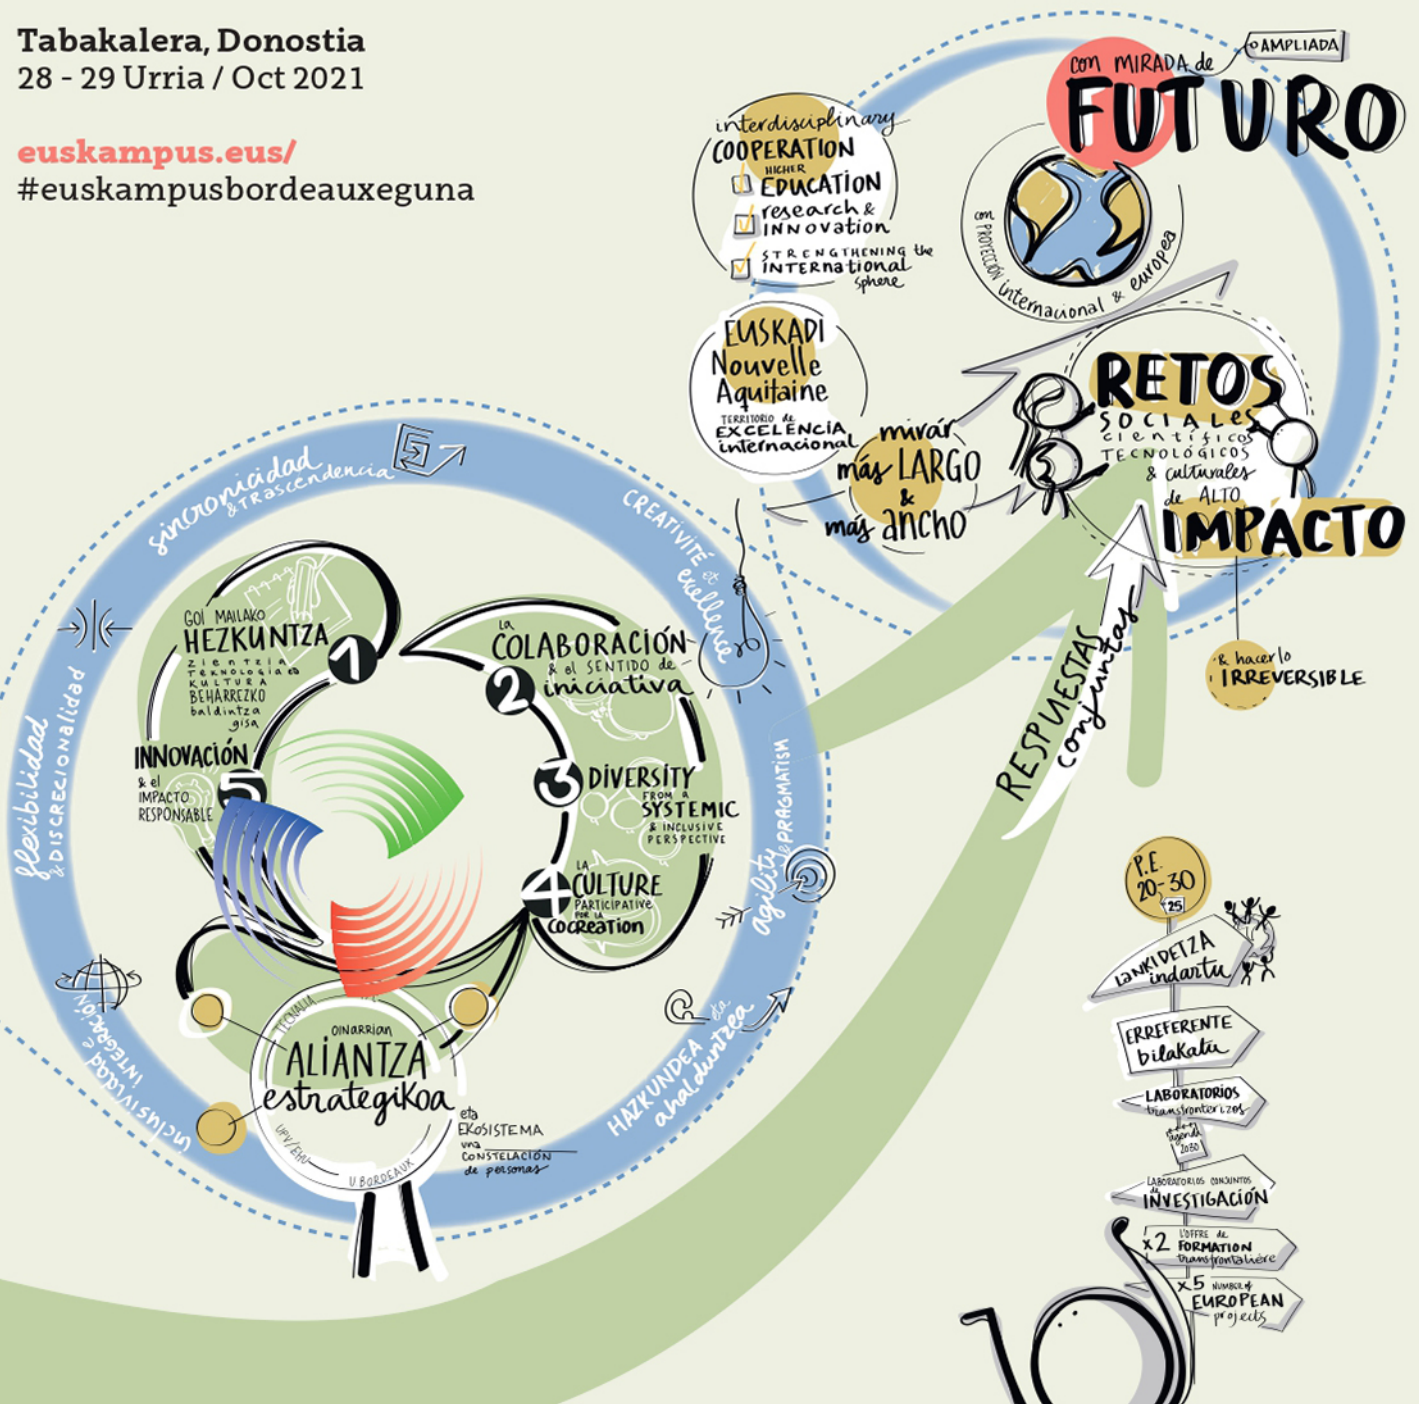 Tabakalera, Donostia
28 - 29 Urria / Oct 2021
euskampus.eus/
#euskampusbordeauxeguna
con MIRADA de
AMPLIADA
FUTURO
con PROYECCIÓN internacional & europea
interdisciplinary
COOPERATION
HIGHER
EDUCATION
research &
INNOVATION
STRENGTHENING the
INTERnational
sphere
EUSKADI
Nouvelle
Aquitaine
TERRITORIO de
EXCELENCIA
internacional
mirar
más LARGO
&
más ancho
RETOS
SOCIALES
científicos
TECNOLÓGICOS
& culturales
de ALTO
IMPACTO
& hacerlo
IRREVERSIBLE
RESPUESTAS
conjuntas
sincronicidad
& TRASCendencia
CREATIVITÉ et
excellence
flexibilidad
& DISCRECIONALIDAD
agility & PRAGMATISM
inclusividad e
INTEGRACIÓN
HAZKUNDEA eta
ahalduntzea
GOI MAILAKO
HEZKUNTZA
zientzia
TEKNOLOGIA eta
KULTURA
BEHARREZKO
baldintza
gisa
1
LA
COLABORACIÓN
& el SENTIDO de
iniciativa
2
3
DIVERSITY
FROM a
SYSTEMIC
& INCLUSIVE
PERSPECTIVE
4
LA
CULTURE
PARTICIPATIVE
POR LA
COCREATION
INNOVACIÓN
5
& el
IMPACTO
RESPONSABLE
TECNALIA
OINARRIAN
ALIANTZA
estrategikoa
UPV/EHU
U BORDEAUX
eta
EKOSISTEMA
una
CONSTELACIÓN
de personas
P.E.
20-30
25
LANKIDETZA
indartu
ERREFERENTE
bilakatu
LABORATORIOS
transfronterizos
agenda
2030
LABORATORIOS CONJUNTOS
de
INVESTIGACIÓN
x2 L'OFFRE de
FORMATION
transfrontalière
x5 NUMBER of
EUROPEAN
projects